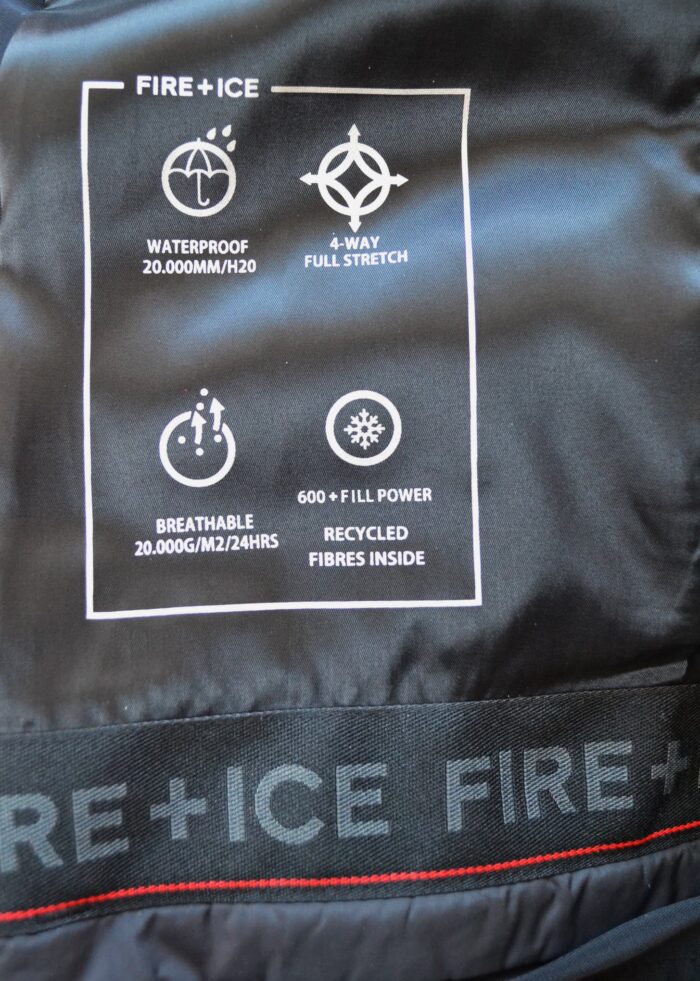 FIRE+ICE
WATERPROOF
20.000MM/H20
4-WAY
FULL STRETCH
BREATHABLE
20.000G/M2/24HRS
600+FILL POWER
RECYCLED
FIBRES INSIDE
RE+ICE FIRE+